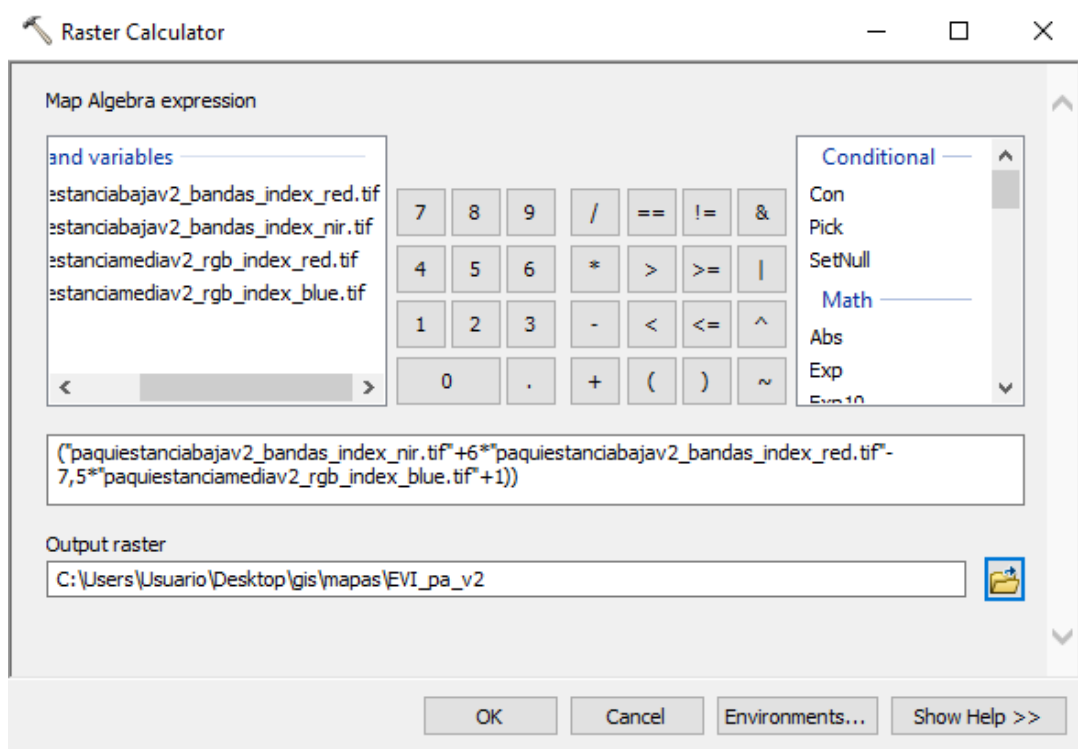 Raster Calculator
Map Algebra expression
and variables
estanciabajav2_bandas_index_red.tif
estanciabajav2_bandas_index_nir.tif
estanciamediav2_rgb_index_red.tif
estanciamediav2_rgb_index_blue.tif
7 8 9 / == != &
4 5 6 * > >= |
1 2 3 - < <= ^
0 . + ( ) ~
Conditional
Con
Pick
SetNull
Math
Abs
Exp
Exp10
("paquiestanciabajav2_bandas_index_nir.tif"+6*"paquiestanciabajav2_bandas_index_red.tif"-
7,5*"paquiestanciamediav2_rgb_index_blue.tif"+1))
Output raster
C:\Users\Usuario\Desktop\gis\mapas\EVI_pa_v2
OK Cancel Environments... Show Help >>